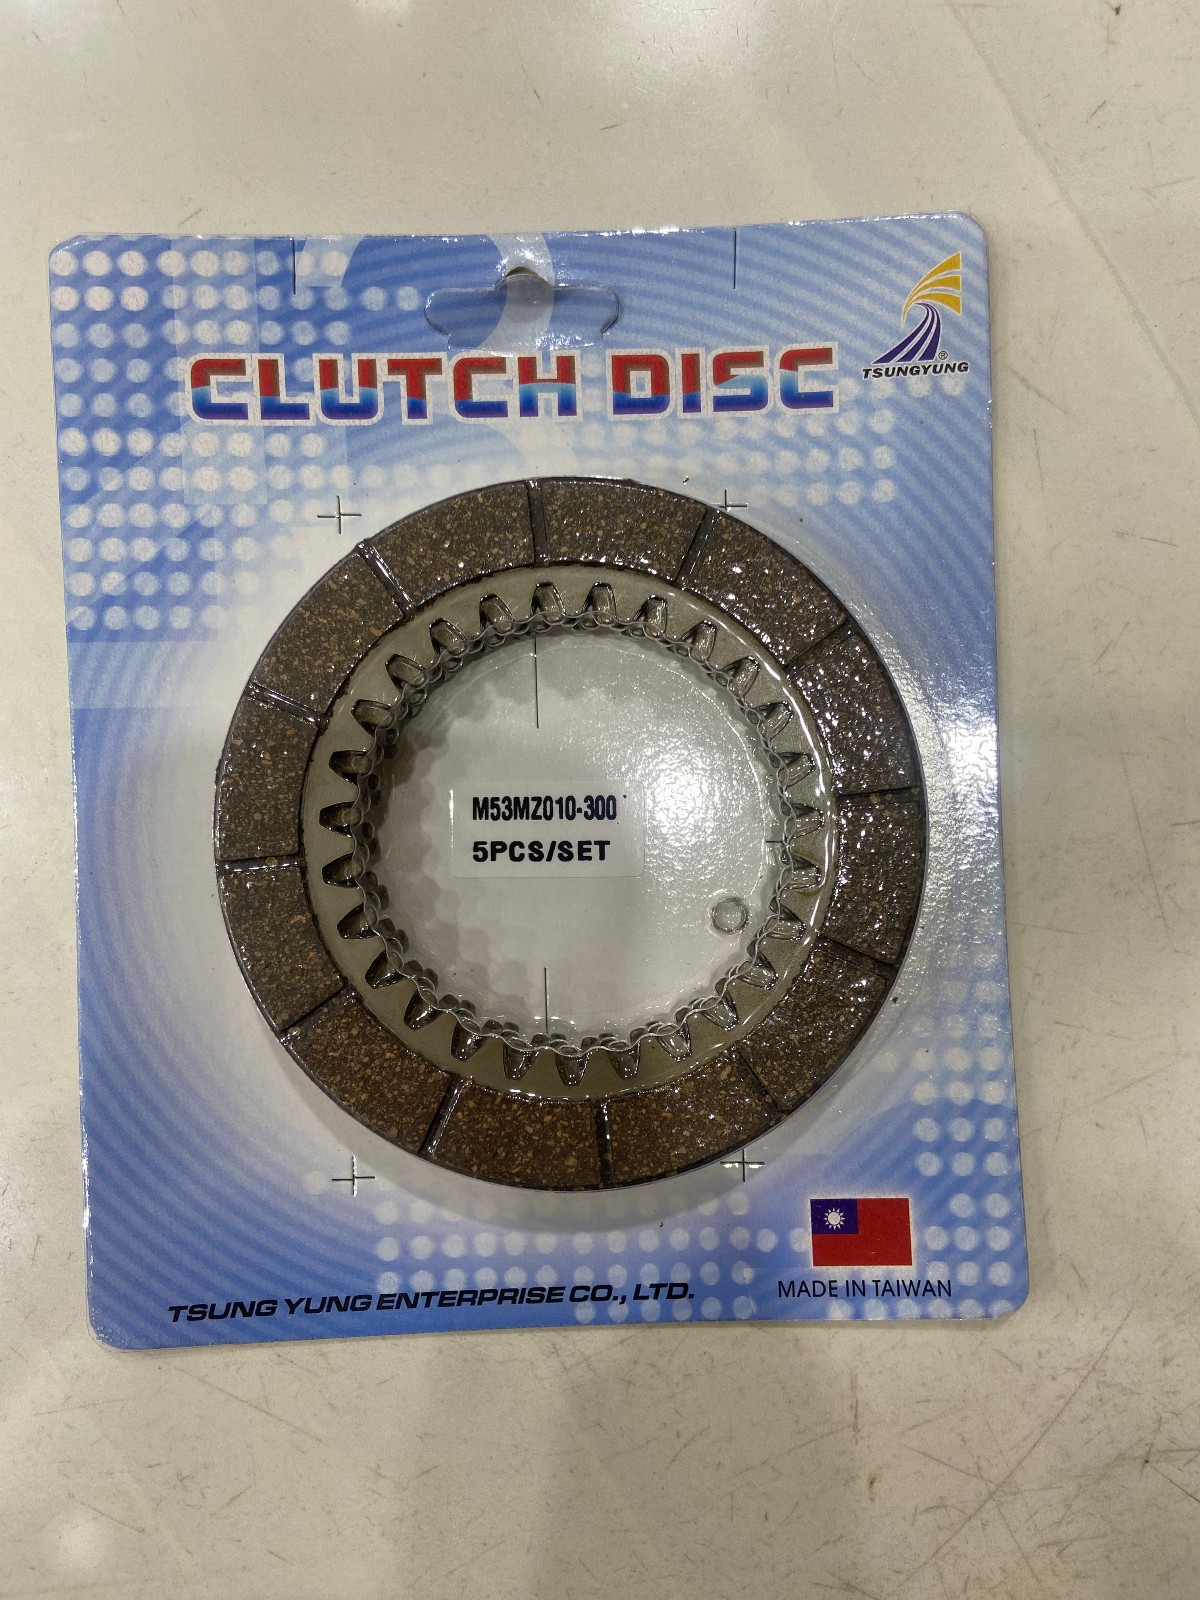 CLUTCH DISC
®
TSUNGYUNG
M53MZ010-300
5PCS/SET
MADE IN TAIWAN
TSUNG YUNG ENTERPRISE CO., LTD.